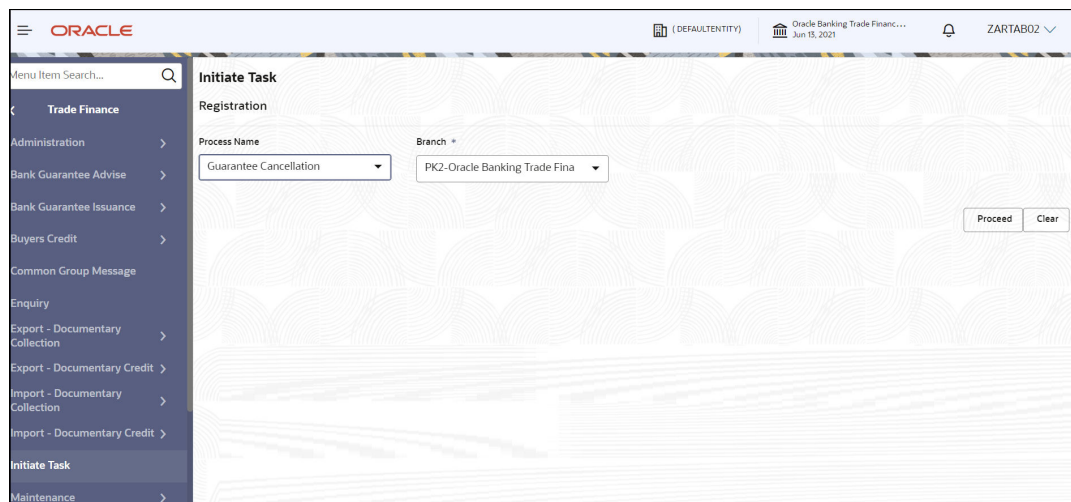 ORACLE
( DEFAULTENTITY)
Oracle Banking Trade Financ...
Jun 13, 2021
ZARTAB02
Menu Item Search...
Trade Finance
Administration
Bank Guarantee Advise
Bank Guarantee Issuance
Buyers Credit
Common Group Message
Enquiry
Export - Documentary
Collection
Export - Documentary Credit
Import - Documentary
Collection
Import - Documentary Credit
Initiate Task
Maintenance
Initiate Task
Registration
Process Name
Branch *
Guarantee Cancellation
PK2-Oracle Banking Trade Fina
Proceed
Clear